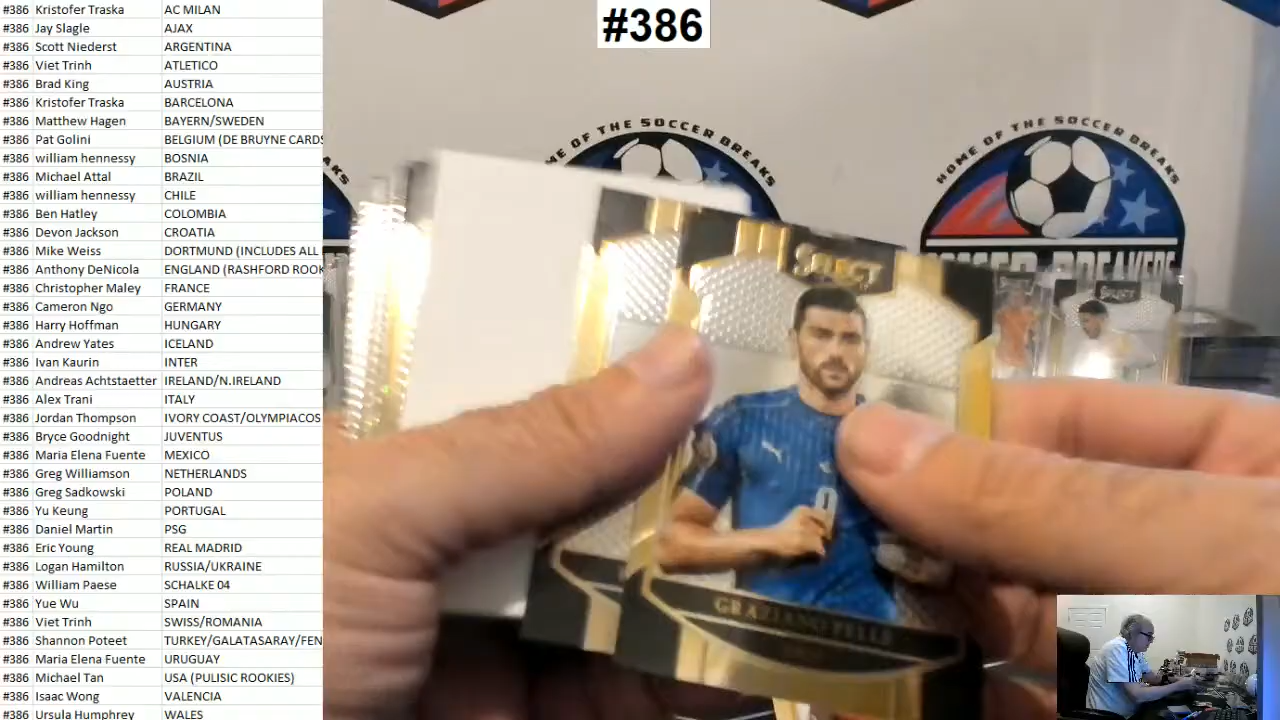 #386
#386 Kristofer Traska AC MILAN
#386 Jay Slagle AJAX
#386 Scott Niederst ARGENTINA
#386 Viet Trinh ATLETICO
#386 Brad King AUSTRIA
#386 Kristofer Traska BARCELONA
#386 Matthew Hagen BAYERN/SWEDEN
#386 Pat Golini BELGIUM (DE BRUYNE CARDS
#386 william hennessy BOSNIA
#386 Michael Attal BRAZIL
#386 william hennessy CHILE
#386 Ben Hatley COLOMBIA
#386 Devon Jackson CROATIA
#386 Mike Weiss DORTMUND (INCLUDES ALL
#386 Anthony DeNicola ENGLAND (RASHFORD ROOK
#386 Christopher Maley FRANCE
#386 Cameron Ngo GERMANY
#386 Harry Hoffman HUNGARY
#386 Andrew Yates ICELAND
#386 Ivan Kaurin INTER
#386 Andreas Achtstaetter IRELAND/N.IRELAND
#386 Alex Trani ITALY
#386 Jordan Thompson IVORY COAST/OLYMPIACOS
#386 Bryce Goodnight JUVENTUS
#386 Maria Elena Fuente MEXICO
#386 Greg Williamson NETHERLANDS
#386 Greg Sadkowski POLAND
#386 Yu Keung PORTUGAL
#386 Daniel Martin PSG
#386 Eric Young REAL MADRID
#386 Logan Hamilton RUSSIA/UKRAINE
#386 William Paese SCHALKE 04
#386 Yue Wu SPAIN
#386 Viet Trinh SWISS/ROMANIA
#386 Shannon Poteet TURKEY/GALATASARAY/FEN
#386 Maria Elena Fuente URUGUAY
#386 Michael Tan USA (PULISIC ROOKIES)
#386 Isaac Wong VALENCIA
#386 Ursula Humphrey WALES
OF THE SOCCER BREAKS
HOME OF THE SOCCER BREAKS
SOCCER BREAKERS
SELECT
9
GRAZIANO PELLE